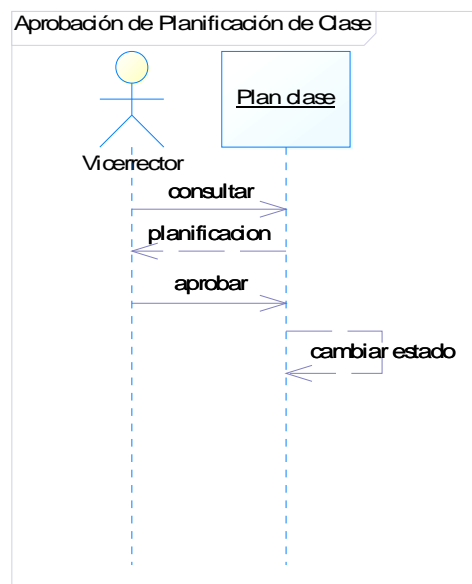 Aprobación de Planificación de Clase
Plan clase
Vicerrector
consultar
planificacion
aprobar
cambiar estado